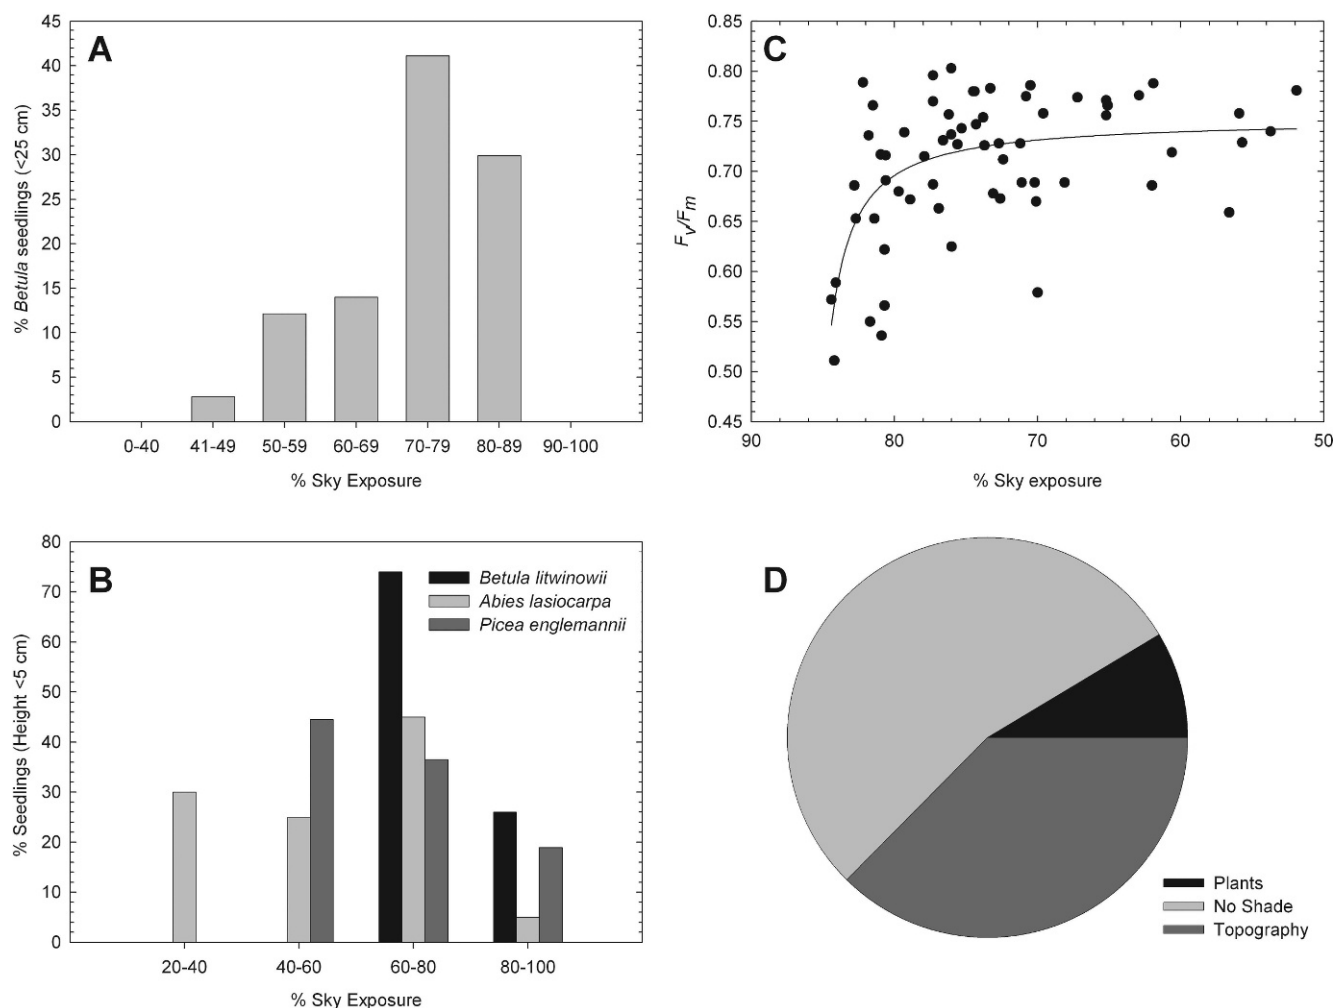 A
45
40
35
30
25
20
15
10
5
0
% Betula seedlings (<25 cm)
0-40 41-49 50-59 60-69 70-79 80-89 90-100
% Sky Exposure
C
0.85
0.80
0.75
0.70
0.65
0.60
0.55
0.50
0.45
Fv/Fm
90 80 70 60 50
% Sky exposure
B
80
70
60
50
40
30
20
10
0
% Seedlings (Height <5 cm)
Betula litwinowii
Abies lasiocarpa
Picea englemannii
20-40 40-60 60-80 80-100
% Sky Exposure
D
Plants
No Shade
Topography